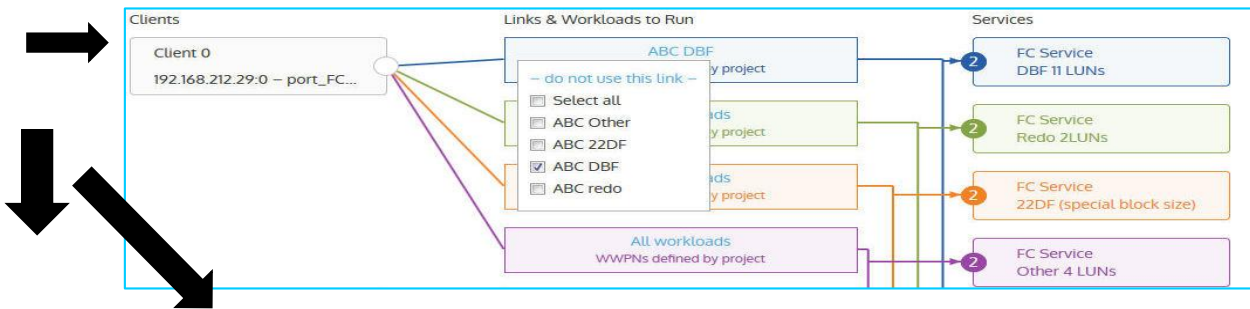 Clients
Links & Workloads to Run
Services
Client 0
192.168.212.29:0 – port_FC...
ABC DBF
y project
– do not use this link –
Select all
ABC Other
ABC 22DF
ABC DBF
ABC redo
ads
y project
ads
y project
All workloads
WWPNs defined by project
2
FC Service
DBF 11 LUNs
2
FC Service
Redo 2LUNs
2
FC Service
22DF (special block size)
2
FC Service
Other 4 LUNs